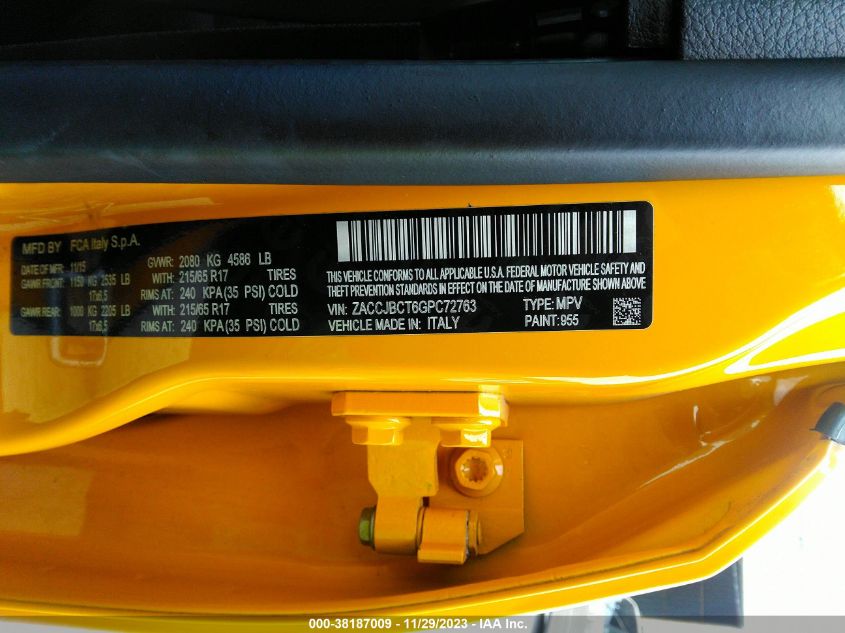 MFD BY FCA Italy S.p.A.
DATE OF MFR: 11/15 GVWR: 2080 KG 4586 LB
GAWR FRONT: 1150 KG 2535 LB WITH: 215/65 R17 TIRES
17x6,5 RIMS AT: 240 KPA (35 PSI) COLD
GAWR REAR: 1000 KG 2205 LB WITH: 215/65 R17 TIRES
17x6,5 RIMS AT: 240 KPA (35 PSI) COLD
THIS VEHICLE CONFORMS TO ALL APPLICABLE U.S.A. FEDERAL MOTOR VEHICLE SAFETY AND
THEFT PREVENTION STANDARDS IN EFFECT ON THE DATE OF MANUFACTURE SHOWN ABOVE
VIN: ZACCJBCT6GPC72763 TYPE: MPV
VEHICLE MADE IN: ITALY PAINT: 955
000-38187009 - 11/29/2023 - IAA Inc.